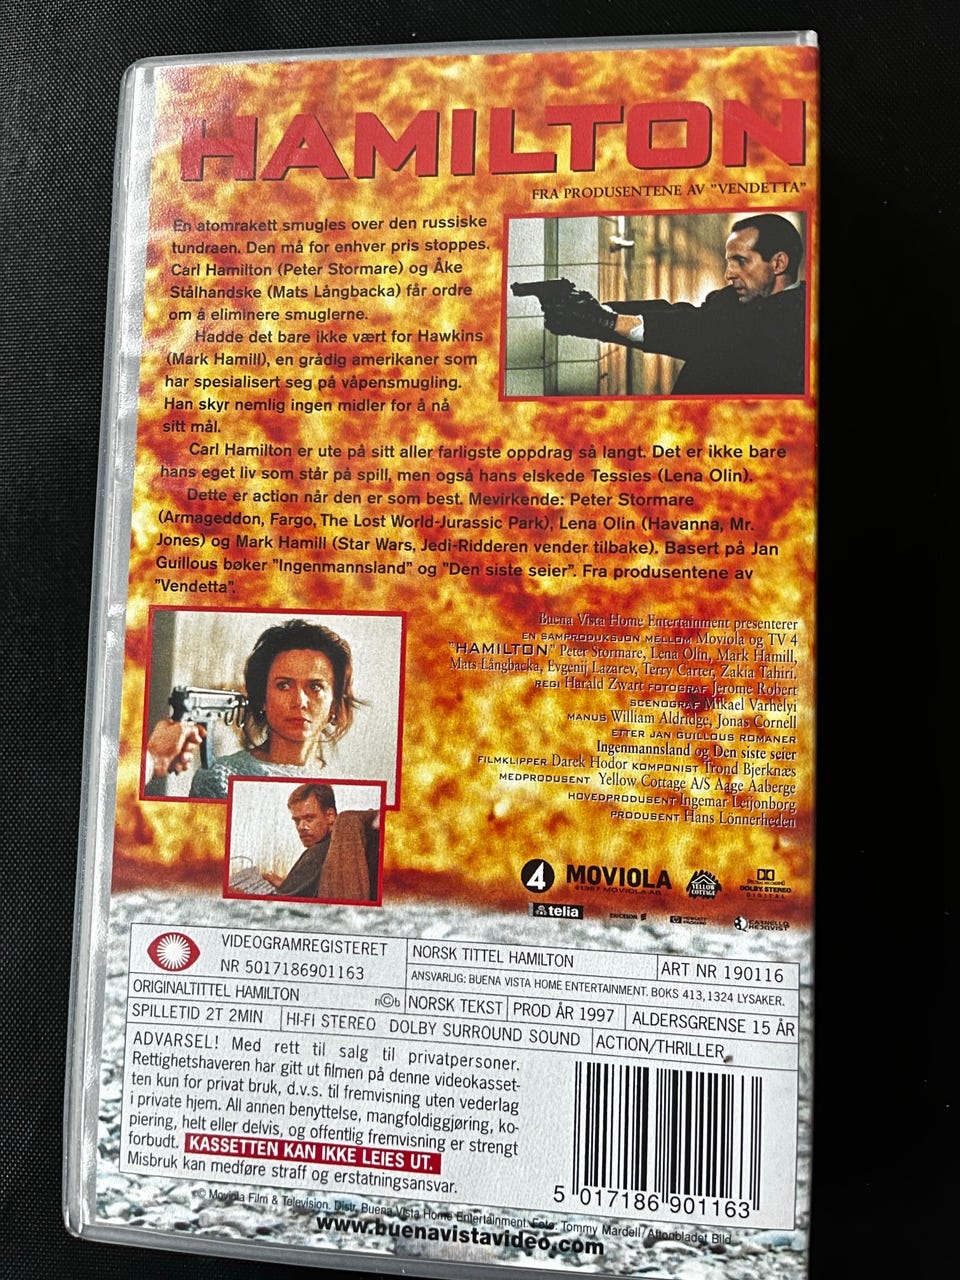 HAMILTON
FRA PRODUSENTENE AV "VENDETTA"
En atomrakett smugles over den russiske
tundraen. Den må for enhver pris stoppes.
Carl Hamilton (Peter Stormare) og Åke
Stålhandske (Mats Långbacka) får ordre
om å eliminere smuglerne.
Hadde det bare ikke vært for Hawkins
(Mark Hamill), en grådig amerikaner som
har spesialisert seg på våpensmugling.
Han skyr nemlig ingen midler for å nå
sitt mål.
Carl Hamilton er ute på sitt aller farligste oppdrag så langt. Det er ikke bare
hans eget liv som står på spill, men også hans elskede Tessies (Lena Olin).
Dette er action når den er som best. Mevirkende: Peter Stormare
(Armageddon, Fargo, The Lost World-Jurassic Park), Lena Olin (Havanna, Mr.
Jones) og Mark Hamill (Star Wars, Jedi-Ridderen vender tilbake). Basert på Jan
Guillous bøker "Ingenmannsland" og "Den siste seier". Fra produsentene av
"Vendetta".
Buena Vista Home Entertainment presenterer
EN SAMPRODUKSJON MELLOM Moviola og TV 4
"HAMILTON" Peter Stormare, Lena Olin, Mark Hamill,
Mats Långbacka, Evgenij Lazarev, Terry Carter, Zakia Tahiri.
REGI Harald Zwart FOTOGRAF Jerome Robert
SCENOGRAF Mikael Varhelyi
MANUS William Aldridge, Jonas Cornell
EFTER JAN GUILLOUS ROMANER
Ingenmannsland og Den siste seier
FILMKLIPPER Darek Hodor KOMPONIST Trond Bjerknæs
MEDPRODUSENT Yellow Cottage A/S Aage Aaberge
HOVEDPRODUSENT Ingemar Leijonborg
PRODUSENT Hans Lönnerheden
4 MOVIOLA YELLOW COTTAGE DOLBY STEREO
©1997 MOVIOLA AB DIGITAL
telia ERICSSON HEWLETT PACKARD
VIDEOGRAMREGISTERET
NR 5017186901163
NORSK TITTEL HAMILTON
ART NR 190116
ANSVARLIG: BUENA VISTA HOME ENTERTAINMENT. BOKS 413, 1324 LYSAKER.
ORIGINALTITTEL HAMILTON
n©b NORSK TEKST PROD ÅR 1997 ALDERSGRENSE 15 ÅR
SPILLETID 2T 2MIN HI-FI STEREO DOLBY SURROUND SOUND ACTION/THRILLER
ADVARSEL! Med rett til salg til privatpersoner.
Rettighetshaveren har gitt ut filmen på denne videokasset-
ten kun for privat bruk, d.v.s. til fremvisning uten vederlag
i private hjem. All annen benyttelse, mangfoldiggjøring, ko-
piering, helt eller delvis, og offentlig fremvisning er strengt
forbudt. KASSETTEN KAN IKKE LEIES UT.
Misbruk kan medføre straff og erstatningsansvar.
5 017186 901163
© Moviola Film & Television. Distr. Buena Vista Home Entertainment. Foto: Tommy Mardell/Aftonbladet Bild
www.buenavistavideo.com